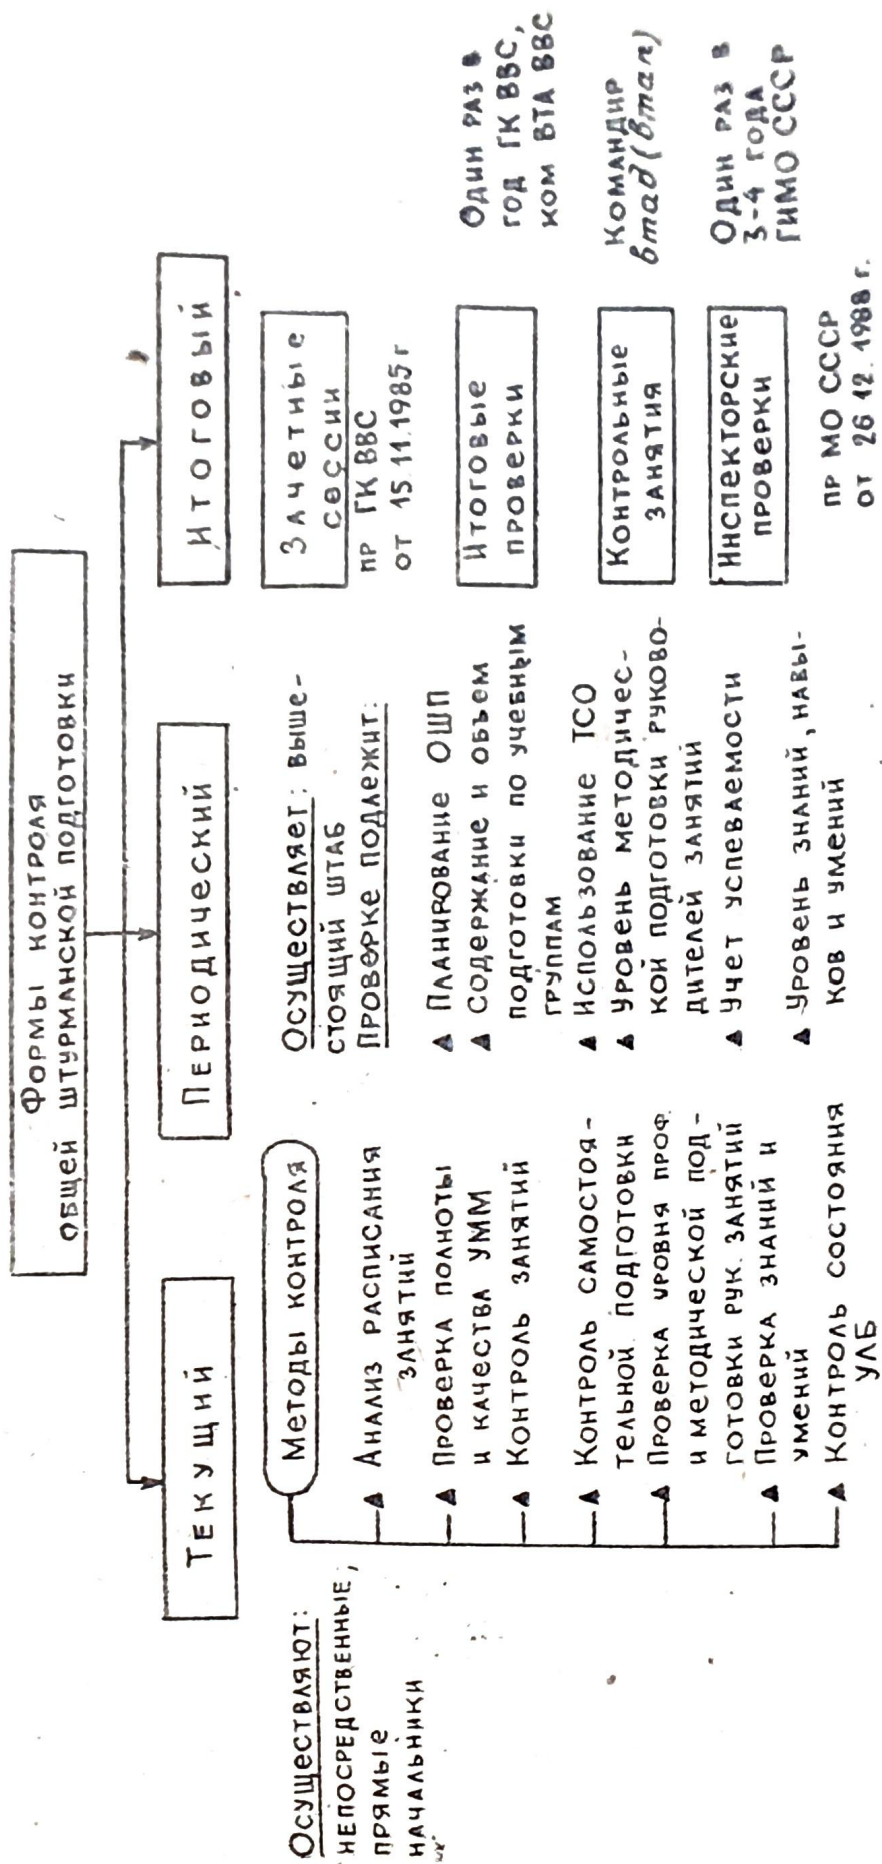 Формы контроля
общей штурманской подготовки
Текущий
Осуществляют:
непосредственные,
прямые
начальники
Методы контроля
Анализ расписания
занятий
Проверка полноты
и качества УММ
Контроль занятий
Контроль самостоя-
тельной подготовки
Проверка уровня проф.
и методической под-
готовки рук. занятий
Проверка знаний и
умений
Контроль состояния
УЛБ
Периодический
Осуществляет: выше-
стоящий штаб
Проверке подлежит:
Планирование ОШП
Содержание и объем
подготовки по учебным
группам
Использование ТСО
Уровень методичес-
кой подготовки руково-
дителей занятий
Учет успеваемости
Уровень знаний, навы-
ков и умений
Итоговый
Зачетные
сессии
пр ГК ВВС
от 15.11.1985г
Итоговые
проверки
Один раз в
год ГК ВВС,
ком ВТА ВВС
Контрольные
занятия
Командир
втад (втап)
Инспекторские
проверки
Один раз в
3-4 года
ГИМО СССР
пр МО СССР
от 26 12. 1988 г.